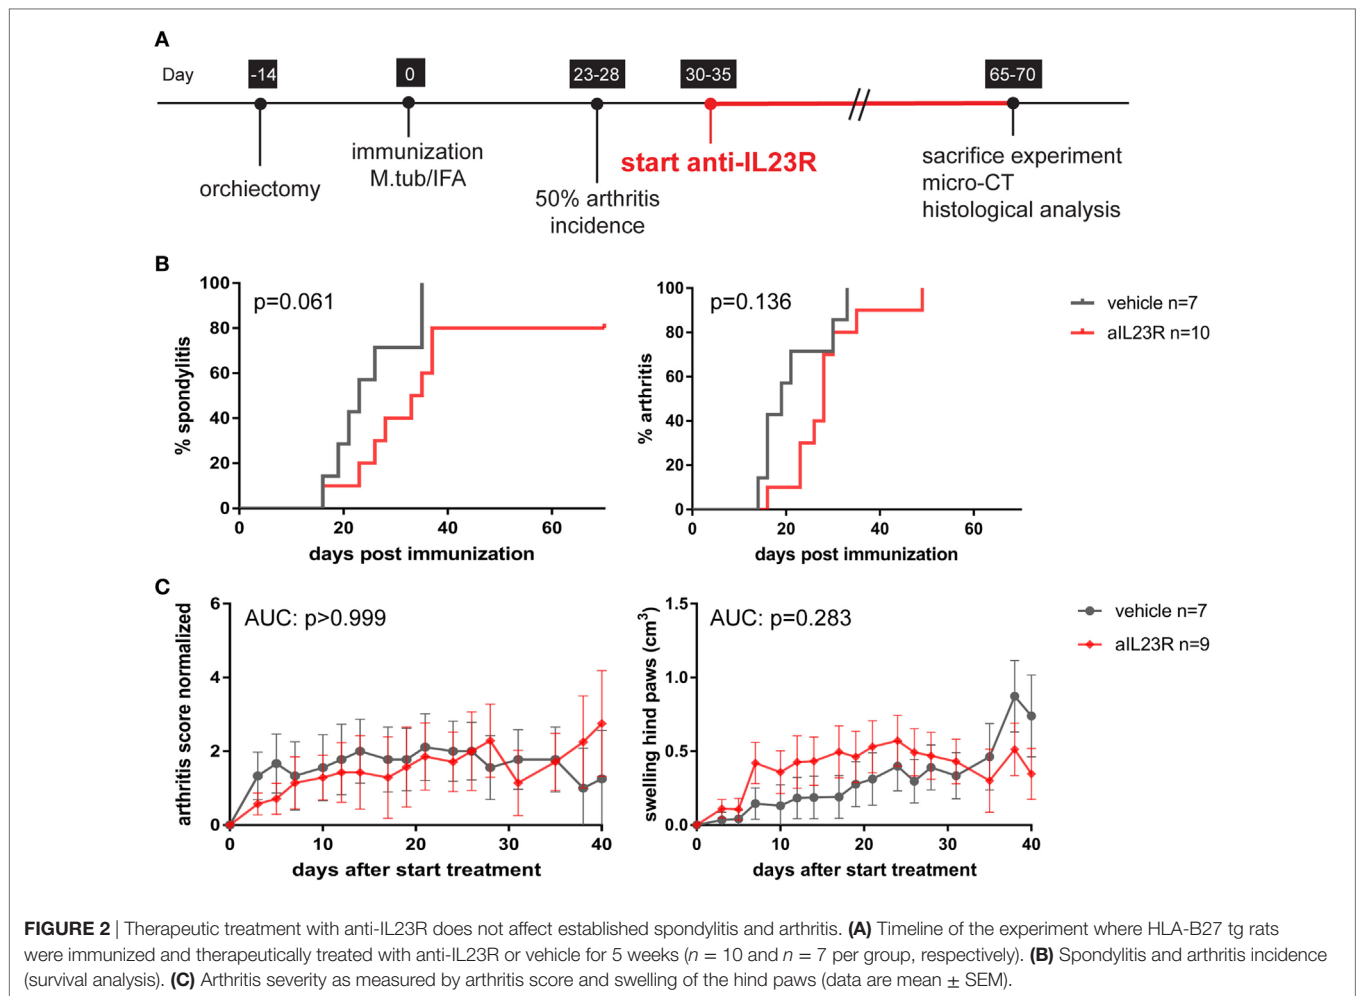 A
Day
-14
0
23-28
30-35
65-70
orchiectomy
immunization
M.tub/IFA
50% arthritis
incidence
start anti-IL23R
sacrifice experiment
micro-CT
histological analysis
B
% spondylitis
100
80
60
40
20
0
p=0.061
0
20
40
60
days post immunization
% arthritis
100
80
60
40
20
0
p=0.136
0
20
40
60
days post immunization
vehicle n=7
aIL23R n=10
C
arthritis score normalized
6
4
2
0
AUC: p>0.999
0
10
20
30
40
days after start treatment
swelling hind paws (cm³)
1.5
1.0
0.5
0.0
AUC: p=0.283
0
10
20
30
40
days after start treatment
vehicle n=7
aIL23R n=9
FIGURE 2 | Therapeutic treatment with anti-IL23R does not affect established spondylitis and arthritis. (A) Timeline of the experiment where HLA-B27 tg rats
were immunized and therapeutically treated with anti-IL23R or vehicle for 5 weeks (n = 10 and n = 7 per group, respectively). (B) Spondylitis and arthritis incidence
(survival analysis). (C) Arthritis severity as measured by arthritis score and swelling of the hind paws (data are mean ± SEM).